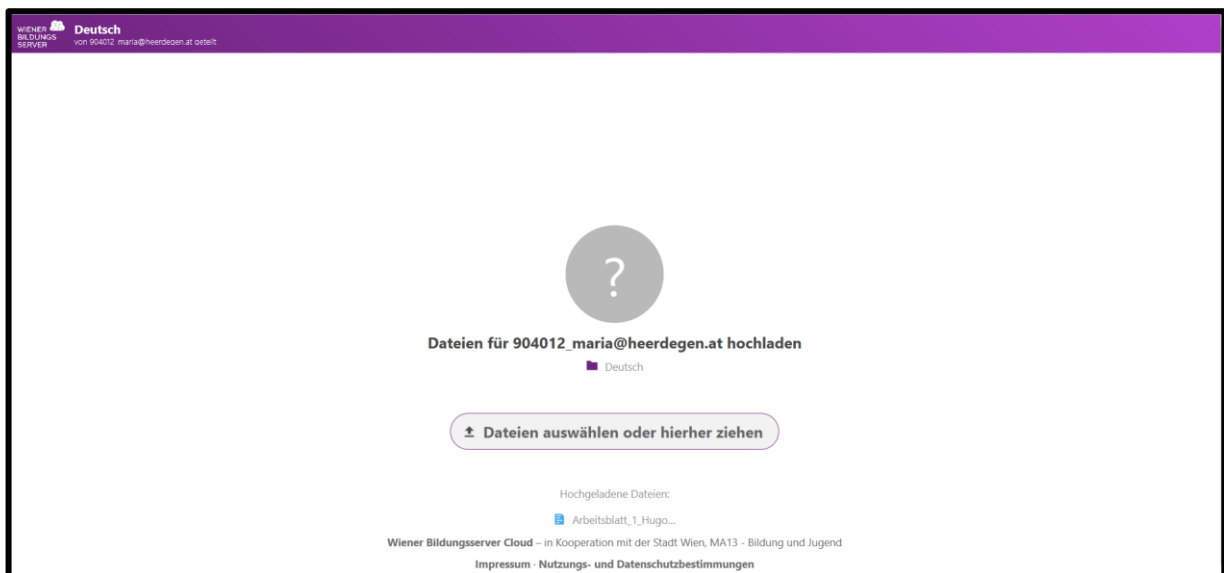 WIENER
BILDUNGS
SERVER
Deutsch
von 904012_maria@heerdegen.at geteilt
?
Dateien für 904012_maria@heerdegen.at hochladen
Deutsch
Dateien auswählen oder hierher ziehen
Hochgeladene Dateien:
Arbeitsblatt_1_Hugo...
Wiener Bildungsserver Cloud – in Kooperation mit der Stadt Wien, MA13 - Bildung und Jugend
Impressum · Nutzungs- und Datenschutzbestimmungen